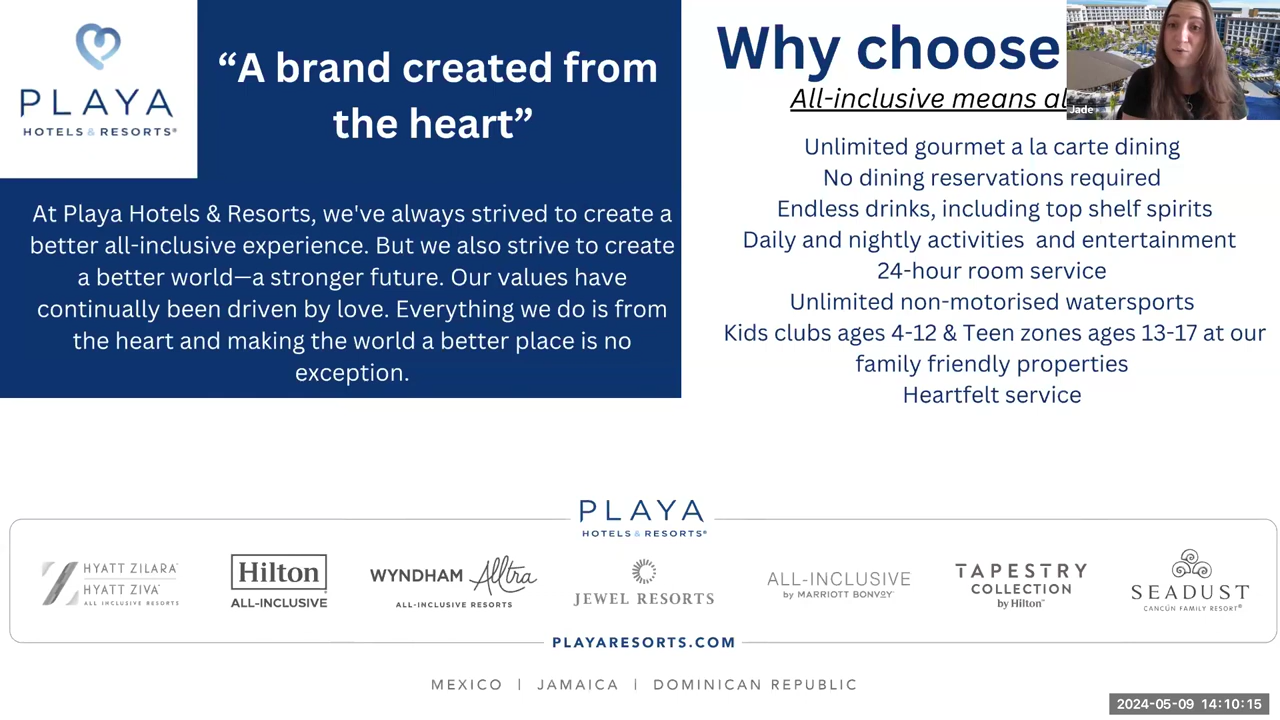 PLAYA
HOTELS & RESORTS®
“A brand created from
the heart”
At Playa Hotels & Resorts, we've always strived to create a
better all-inclusive experience. But we also strive to create
a better world—a stronger future. Our values have
continually been driven by love. Everything we do is from
the heart and making the world a better place is no
exception.
Why choose
All-inclusive means al
Jade
Unlimited gourmet a la carte dining
No dining reservations required
Endless drinks, including top shelf spirits
Daily and nightly activities and entertainment
24-hour room service
Unlimited non-motorised watersports
Kids clubs ages 4-12 & Teen zones ages 13-17 at our
family friendly properties
Heartfelt service
PLAYA
HOTELS & RESORTS®
HYATT ZILARA™
HYATT ZIVA™
ALL INCLUSIVE RESORTS
Hilton
ALL-INCLUSIVE
WYNDHAM Alltra
ALL-INCLUSIVE RESORTS
JEWEL RESORTS
ALL-INCLUSIVE
by MARRIOTT BONVOY™
TAPESTRY
COLLECTION
by Hilton™
SEADUST
CANCÚN FAMILY RESORT®
PLAYARESORTS.COM
MEXICO | JAMAICA | DOMINICAN REPUBLIC
2024-05-09 14:10:15